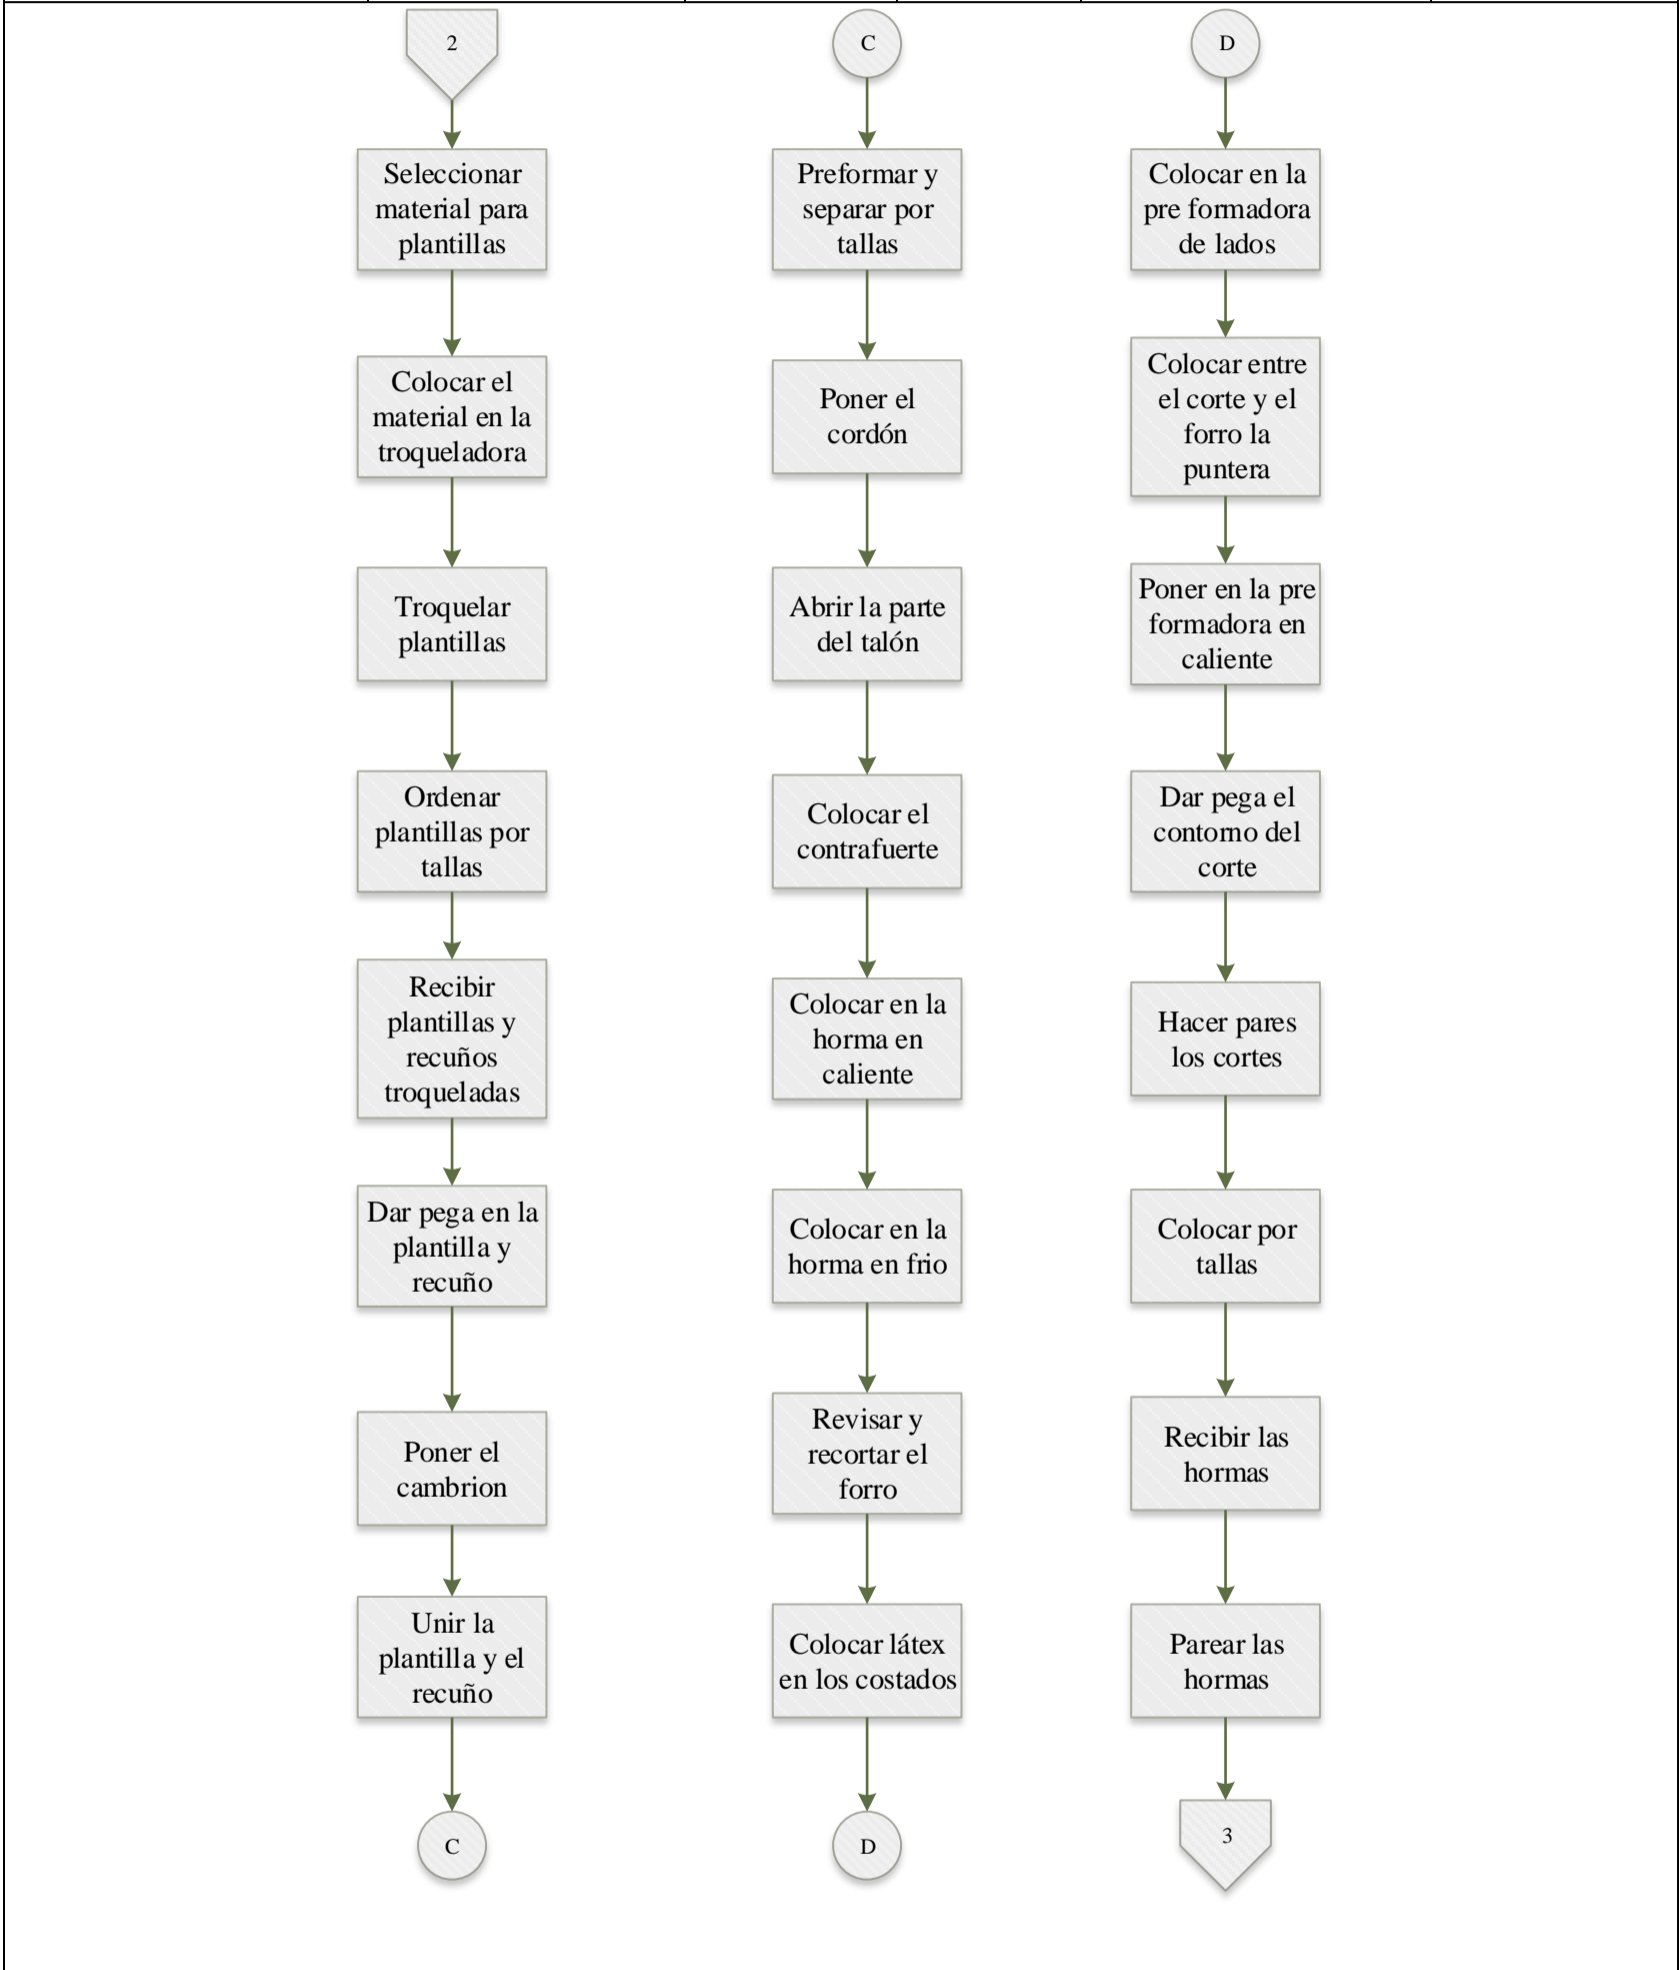 2
Seleccionar
material para
plantillas
Colocar el
material en la
troqueladora
Troquelar
plantillas
Ordenar
plantillas por
tallas
Recibir
plantillas y
recuños
troqueladas
Dar pega en la
plantilla y
recuño
Poner el
cambrion
Unir la
plantilla y el
recuño
C
C
Preformar y
separar por
tallas
Poner el
cordón
Abrir la parte
del talón
Colocar el
contrafuerte
Colocar en la
horma en
caliente
Colocar en la
horma en frio
Revisar y
recortar el
forro
Colocar látex
en los costados
D
D
Colocar en la
pre formadora
de lados
Colocar entre
el corte y el
forro la
puntera
Poner en la pre
formadora en
caliente
Dar pega el
contorno del
corte
Hacer pares
los cortes
Colocar por
tallas
Recibir las
hormas
Parear las
hormas
3